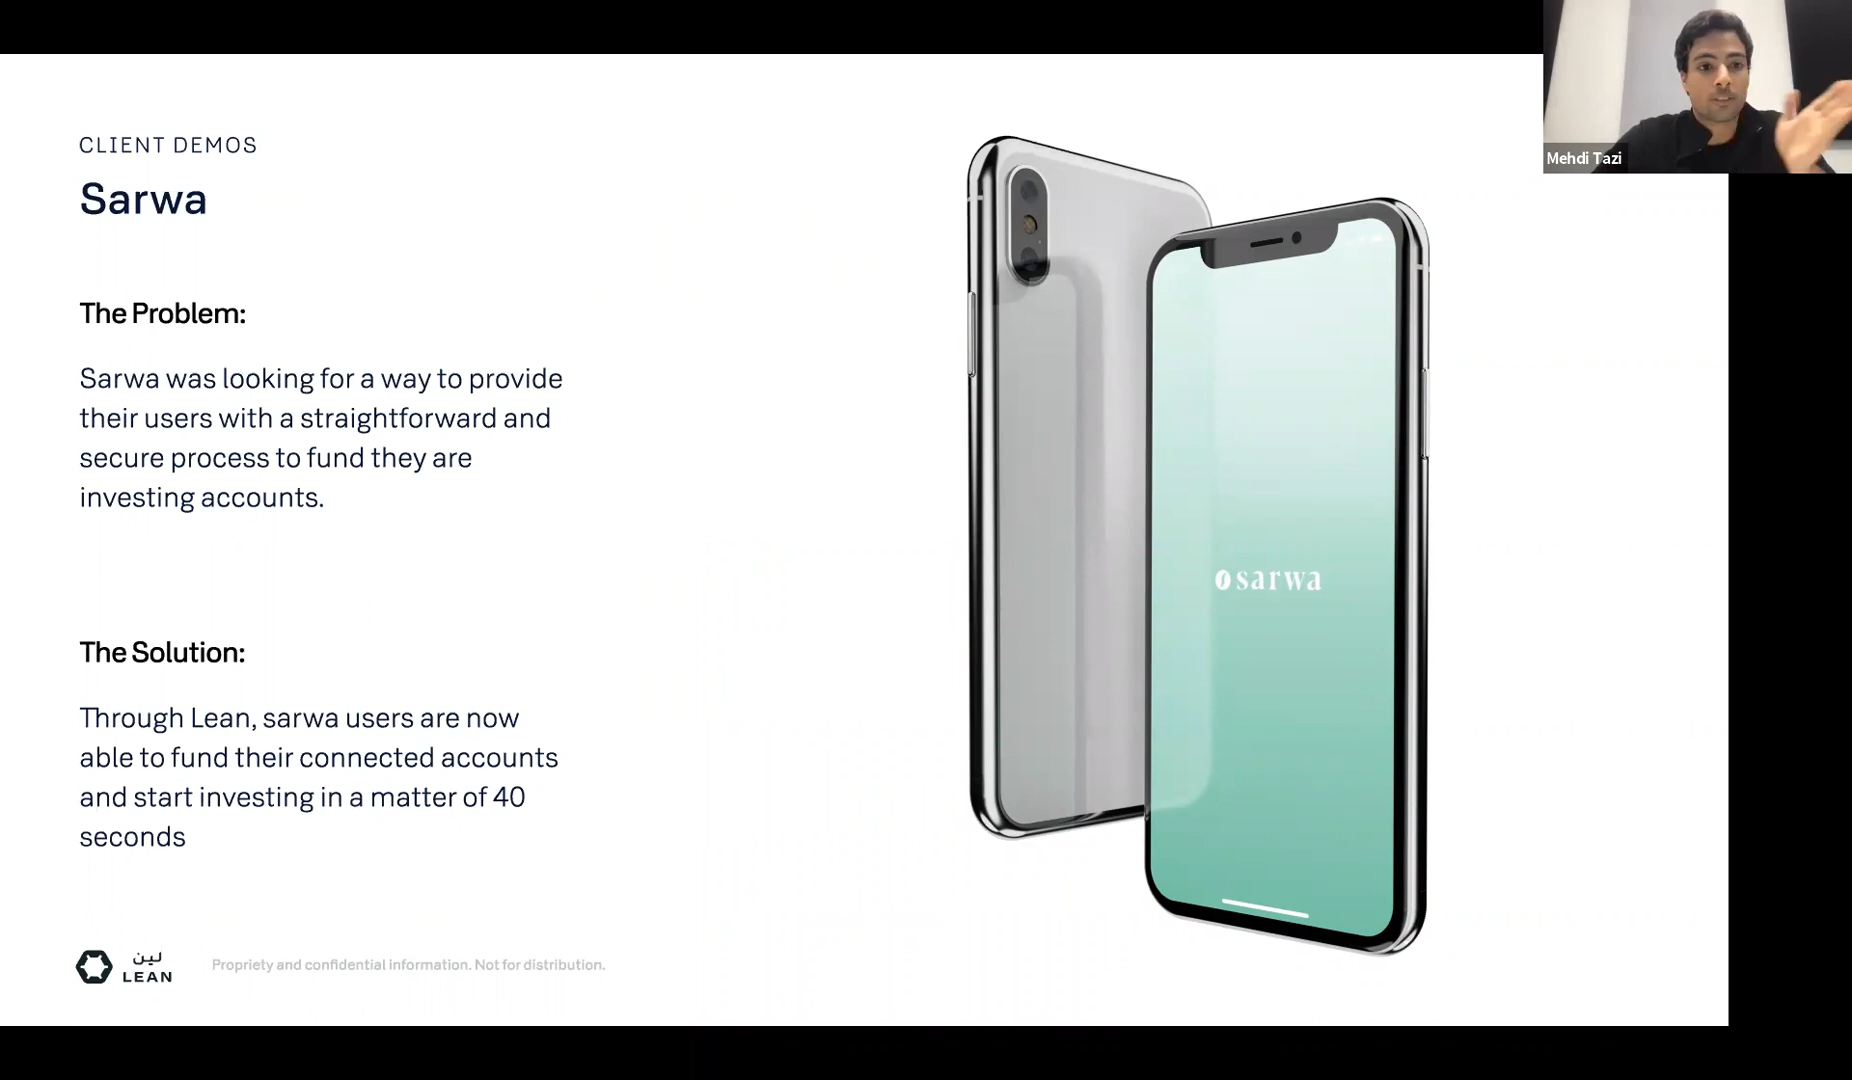 CLIENT DEMOS
Sarwa
The Problem:
Sarwa was looking for a way to provide
their users with a straightforward and
secure process to fund they are
investing accounts.
The Solution:
Through Lean, sarwa users are now
able to fund their connected accounts
and start investing in a matter of 40
seconds
لين
LEAN
Propriety and confidential information. Not for distribution.
sarwa
Mehdi Tazi